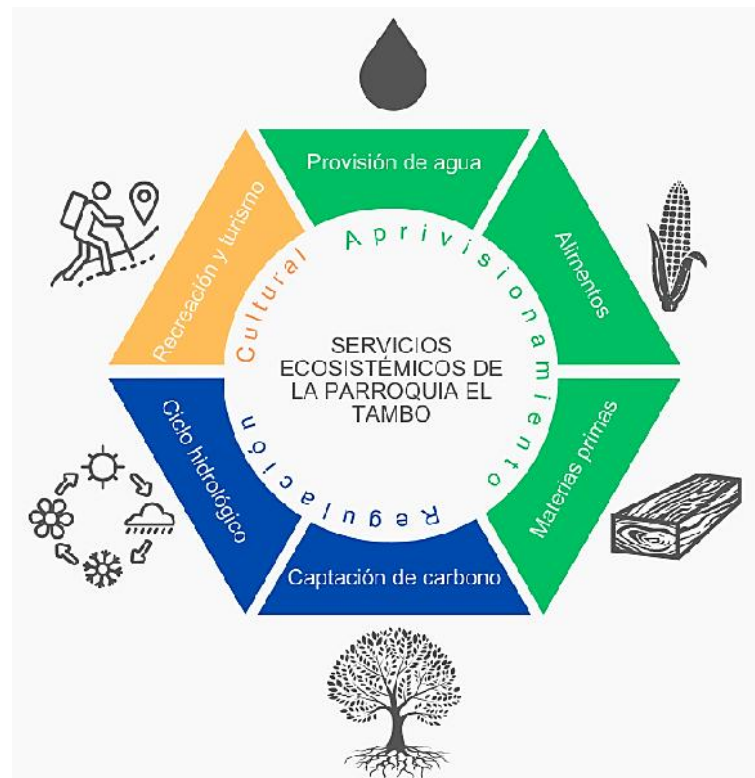 Provisión de agua
Alimentos
Materias primas
Captación de carbono
Ciclo hidrológico
Recreación y turismo
Aprivisionamiento
Regulación
Cultural
SERVICIOS
ECOSISTÉMICOS DE
LA PARROQUIA EL
TAMBO